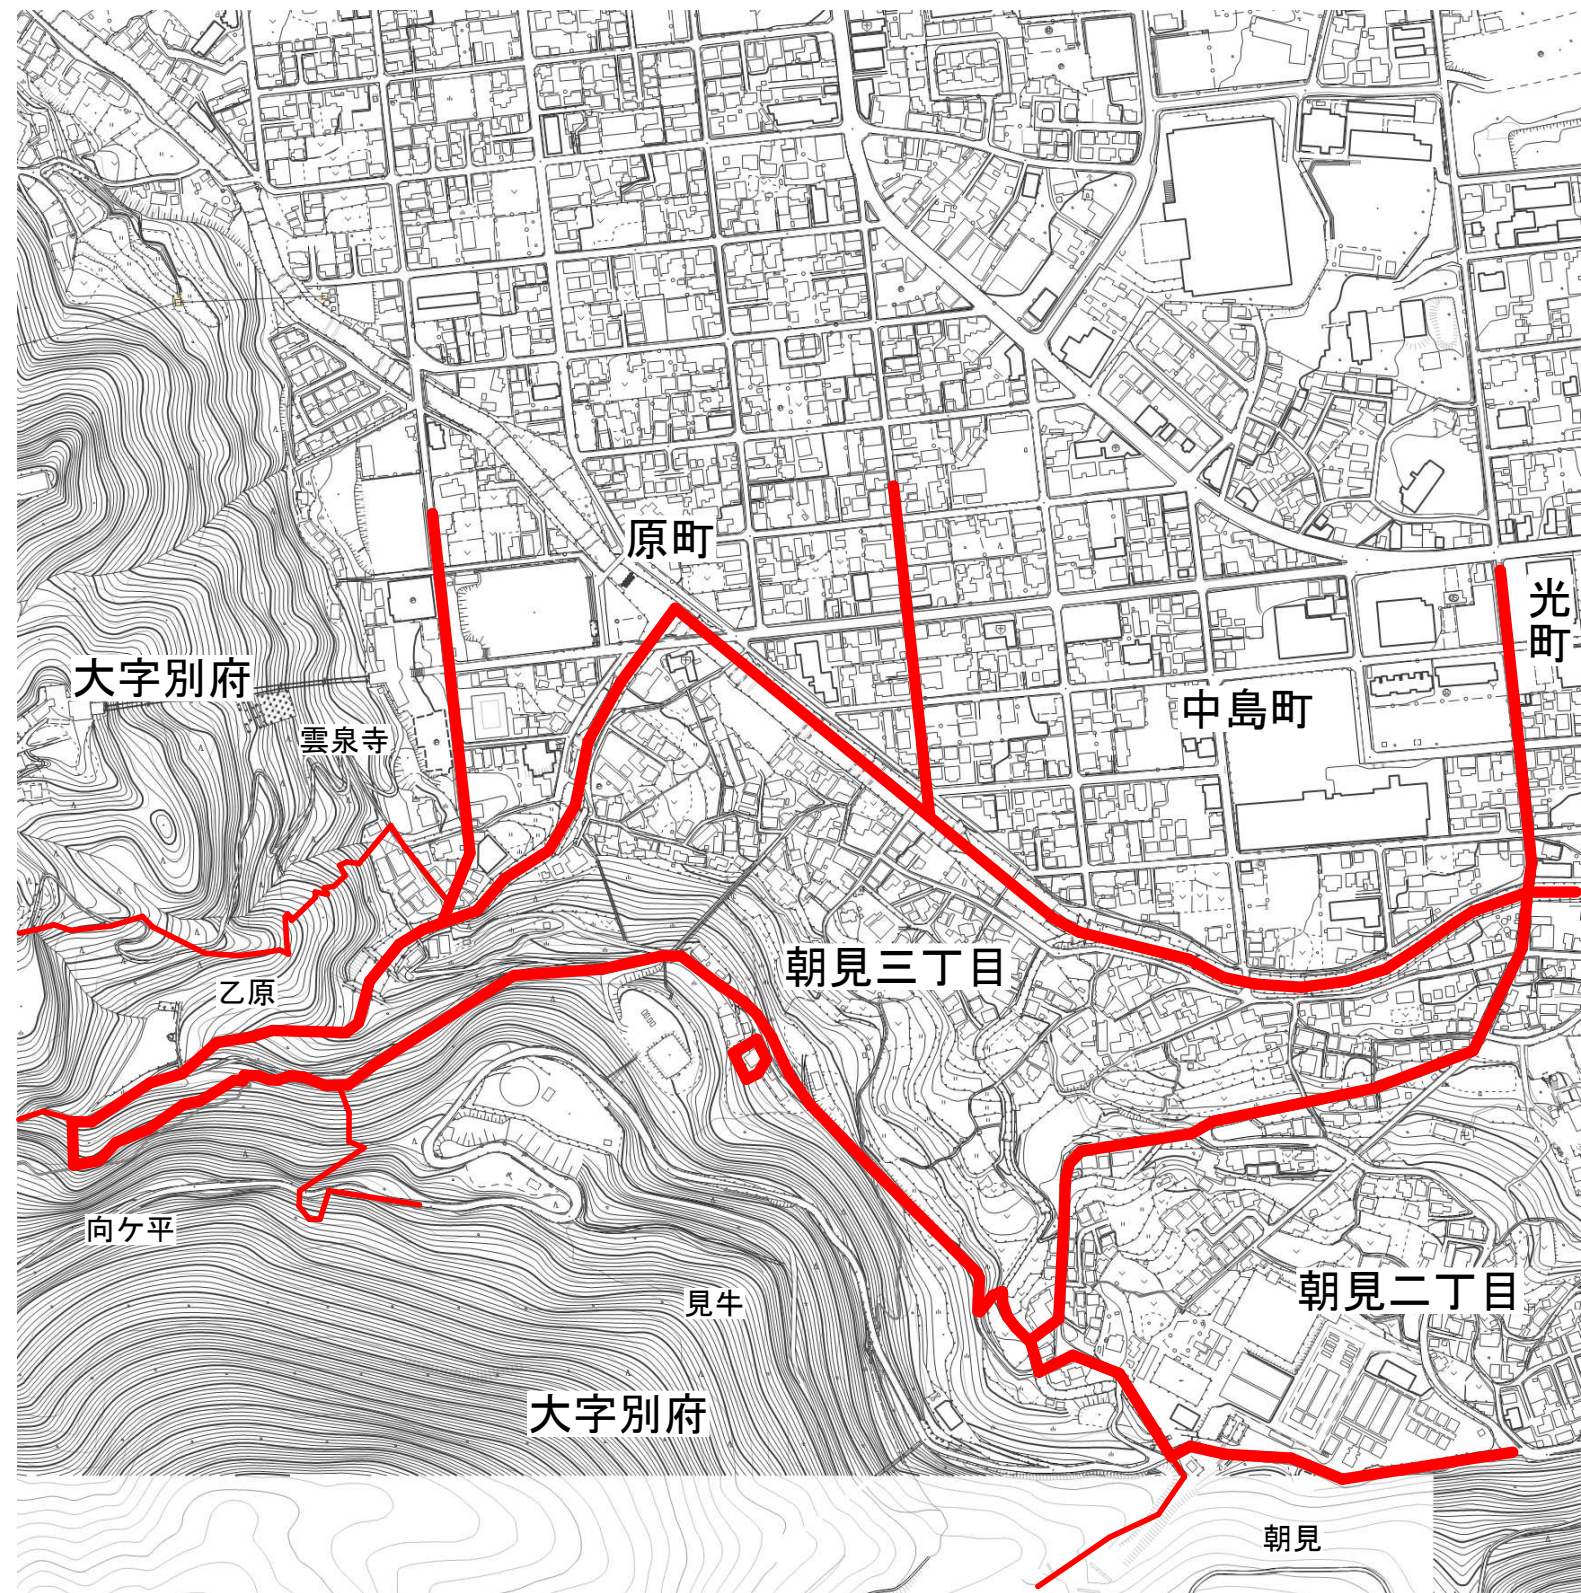 原町
光
町
大字別府
中島町
雲泉寺
朝見三丁目
乙原
向ケ平
朝見二丁目
見牛
大字別府
朝見